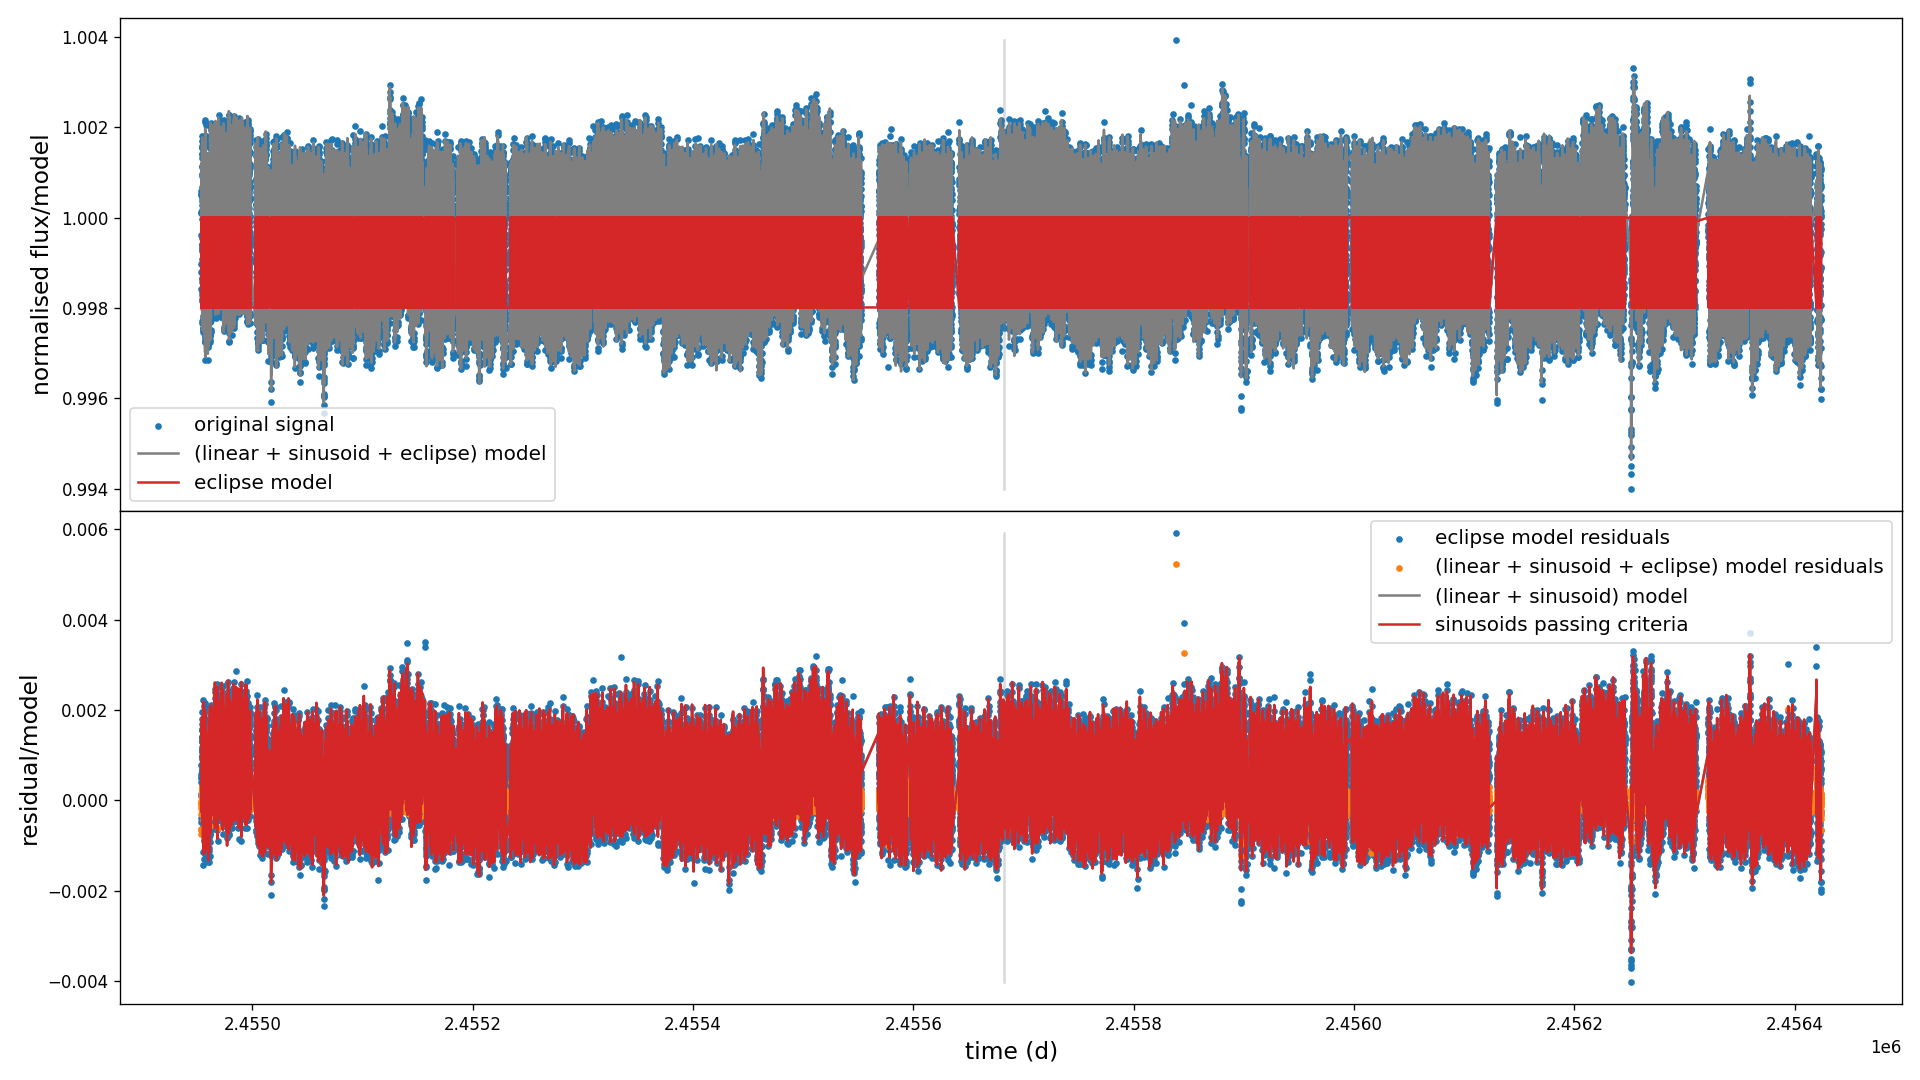 1.004
1.002
1.000
0.998
0.996
0.994
normalised flux/model
original signal
(linear + sinusoid + eclipse) model
eclipse model
0.006
0.004
0.002
0.000
−0.002
−0.004
residual/model
eclipse model residuals
(linear + sinusoid + eclipse) model residuals
(linear + sinusoid) model
sinusoids passing criteria
2.4550
2.4552
2.4554
2.4556
2.4558
2.4560
2.4562
2.4564
1e6
time (d)